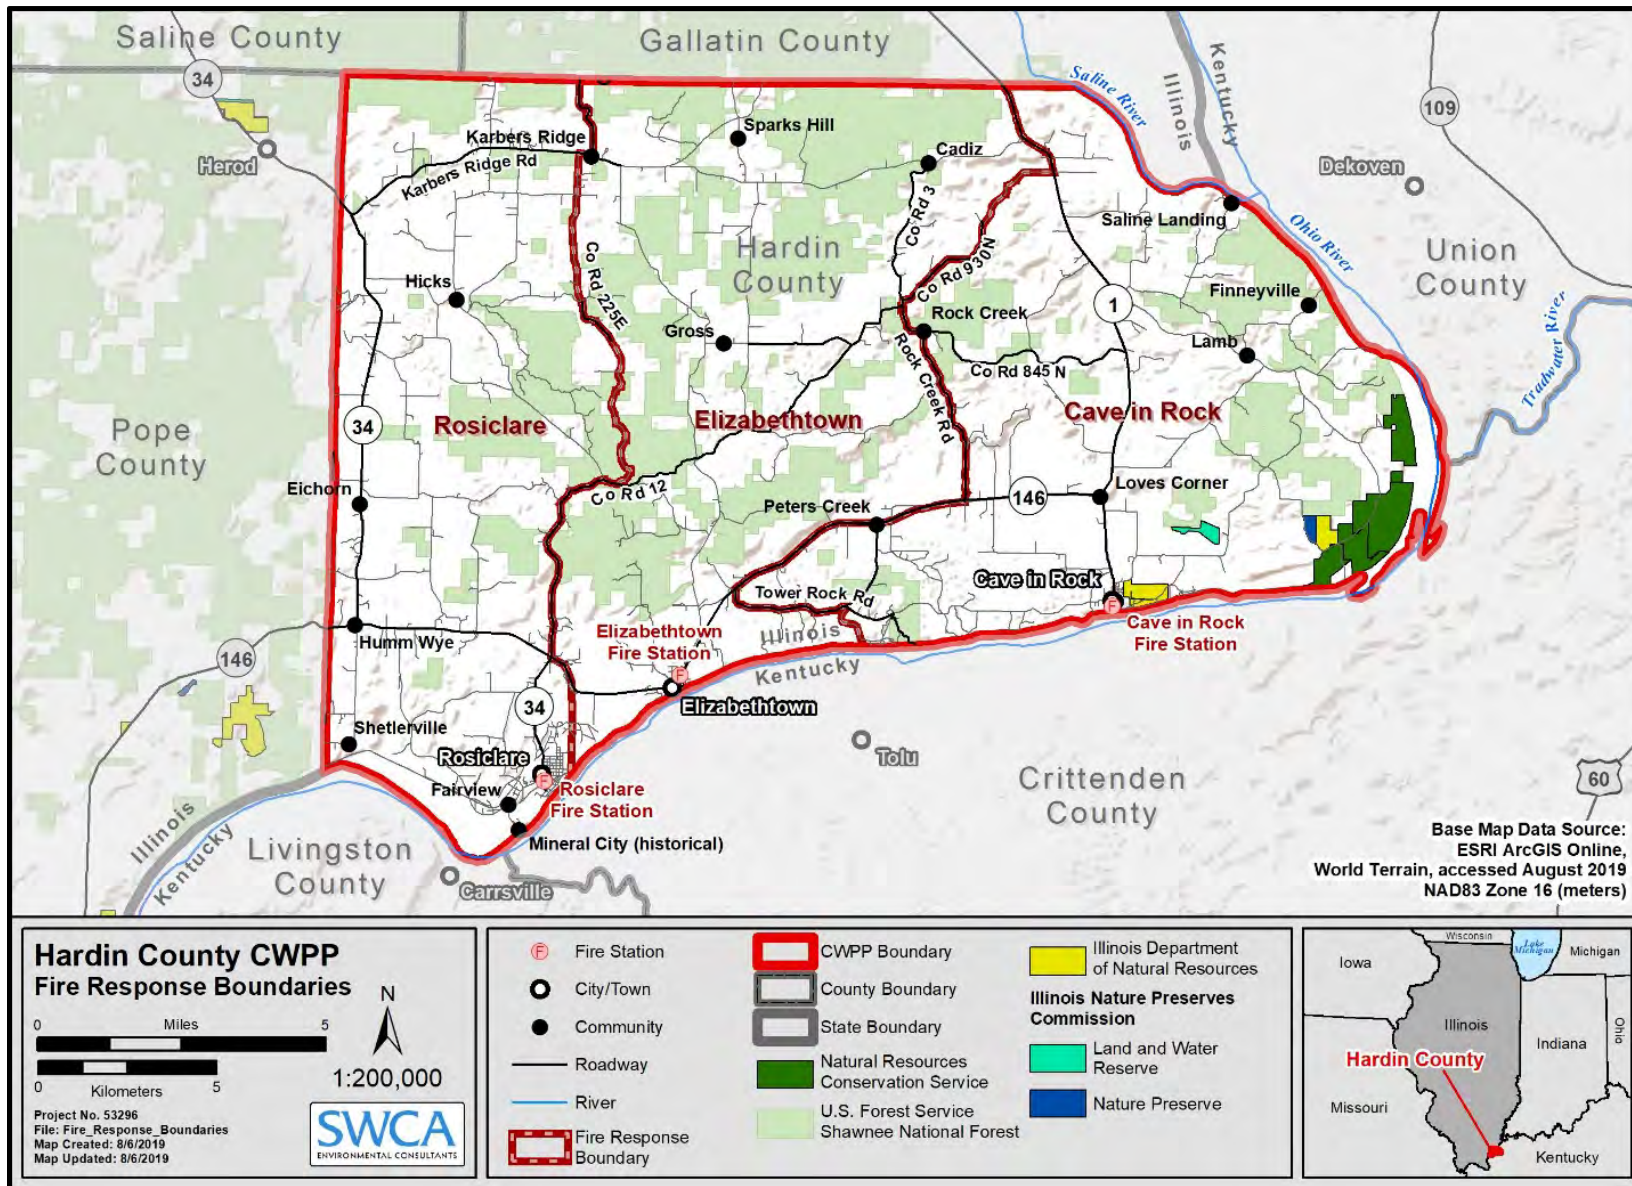 Saline County
Gallatin County
34
Saline River
Illinois
Kentucky
109
Herod
Karbers Ridge
Karbers Ridge Rd
Sparks Hill
Cadiz
Co Rd 3
Dekoven
Saline Landing
Ohio River
Union
County
Hardin
County
Co Rd 930N
Hicks
Co Rd 225E
Gross
Rock Creek
Rock Creek Rd
Co Rd 845 N
1
Finneyville
Lamb
Tradwater River
Pope
County
34
Rosiclare
Elizabethtown
Cave in Rock
Eichorn
Co Rd 12
Peters Creek
146
Loves Corner
Cave in Rock
Tower Rock Rd
Humm Wye
146
Elizabethtown
Fire Station
Illinois
Kentucky
Cave in Rock
Fire Station
Elizabethtown
34
Shetlerville
Rosiclare
Fairview
Rosiclare
Fire Station
Tolu
Crittenden
County
60
Illinois
Kentucky
Livingston
County
Mineral City (historical)
Carrsville
Base Map Data Source:
ESRI ArcGIS Online,
World Terrain, accessed August 2019
NAD83 Zone 16 (meters)
Hardin County CWPP
Fire Response Boundaries
N
0 Miles 5
0 Kilometers 5
1:200,000
Project No. 53296
File: Fire_Response_Boundaries
Map Created: 8/6/2019
Map Updated: 8/6/2019
SWCA
ENVIRONMENTAL CONSULTANTS
F Fire Station
City/Town
Community
Roadway
River
Fire Response
Boundary
CWPP Boundary
County Boundary
State Boundary
Natural Resources
Conservation Service
U.S. Forest Service
Shawnee National Forest
Illinois Department
of Natural Resources
Illinois Nature Preserves
Commission
Land and Water
Reserve
Nature Preserve
Wisconsin
Lake
Michigan
Michigan
Iowa
Illinois
Indiana
Ohio
Hardin County
Missouri
Kentucky